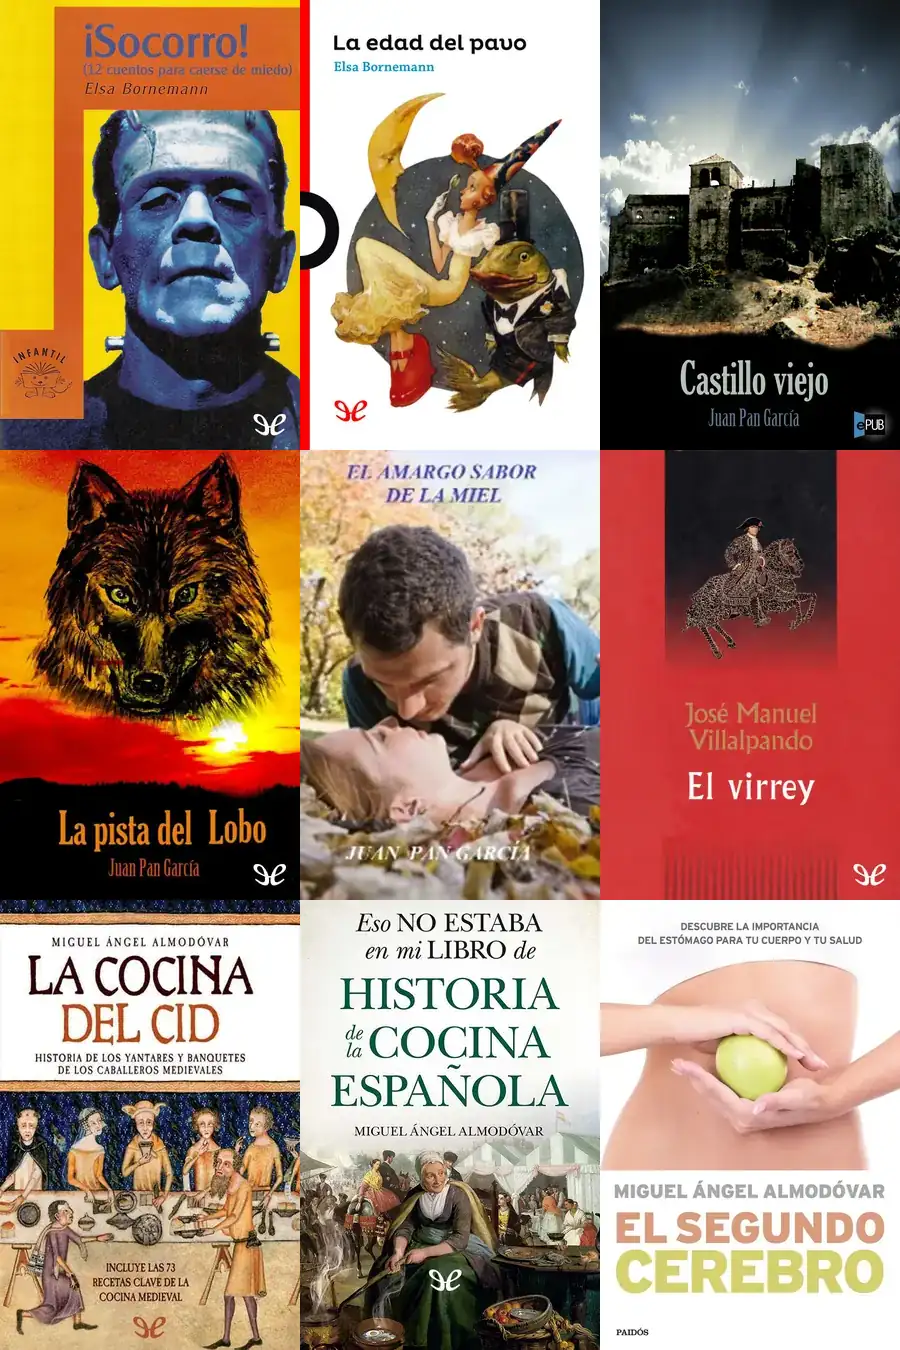 ¡Socorro!
(12 cuentos para caerse de miedo)
Elsa Bornemann
INFANTIL
La edad del pavo
Elsa Bornemann
Castillo viejo
Juan Pan García
ePUB
La pista del Lobo
Juan Pan García
EL AMARGO SABOR
DE LA MIEL
JUAN PAN GARCÍA
José Manuel
Villalpando
El virrey
MIGUEL ÁNGEL ALMODÓVAR
LA COCINA
DEL CID
HISTORIA DE LOS YANTARES Y BANQUETES
DE LOS CABALLEROS MEDIEVALES
INCLUYE LAS 73
RECETAS CLAVE DE LA
COCINA MEDIEVAL
Eso NO ESTABA
en mi LIBRO de
HISTORIA
de la COCINA
ESPAÑOLA
MIGUEL ÁNGEL ALMODÓVAR
DESCUBRE LA IMPORTANCIA
DEL ESTÓMAGO PARA TU CUERPO Y TU SALUD
MIGUEL ÁNGEL ALMODÓVAR
EL SEGUNDO
CEREBRO
PAIDÓS